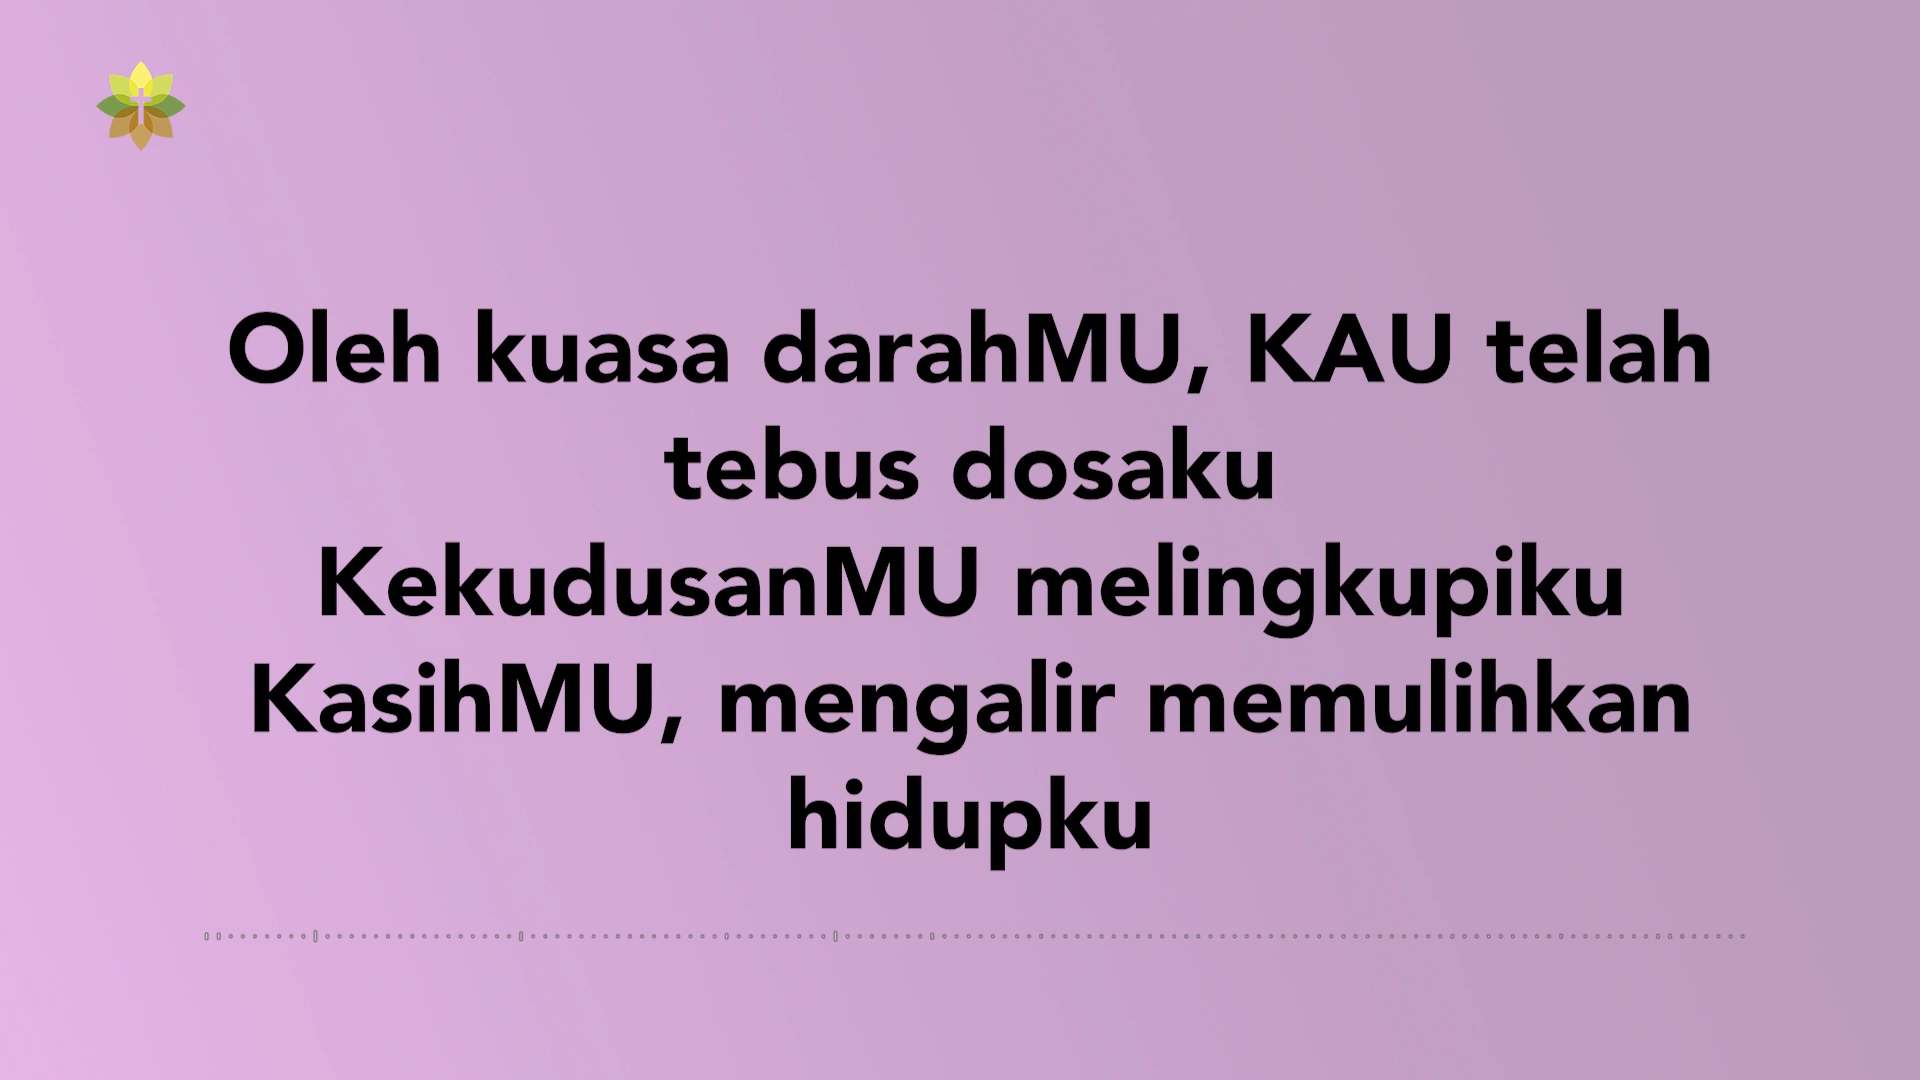 Oleh kuasa darahMU, KAU telah
tebus dosaku
KekudusanMU melingkupiku
KasihMU, mengalir memulihkan
hidupku